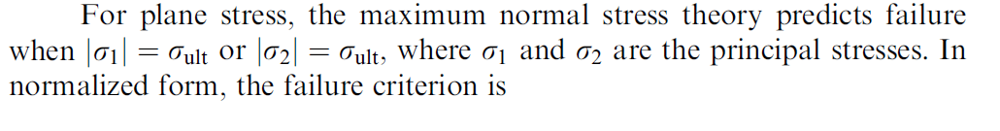 For plane stress, the maximum normal stress theory predicts failure
when |σ₁| = σult or |σ₂| = σult, where σ₁ and σ₂ are the principal stresses. In
normalized form, the failure criterion is